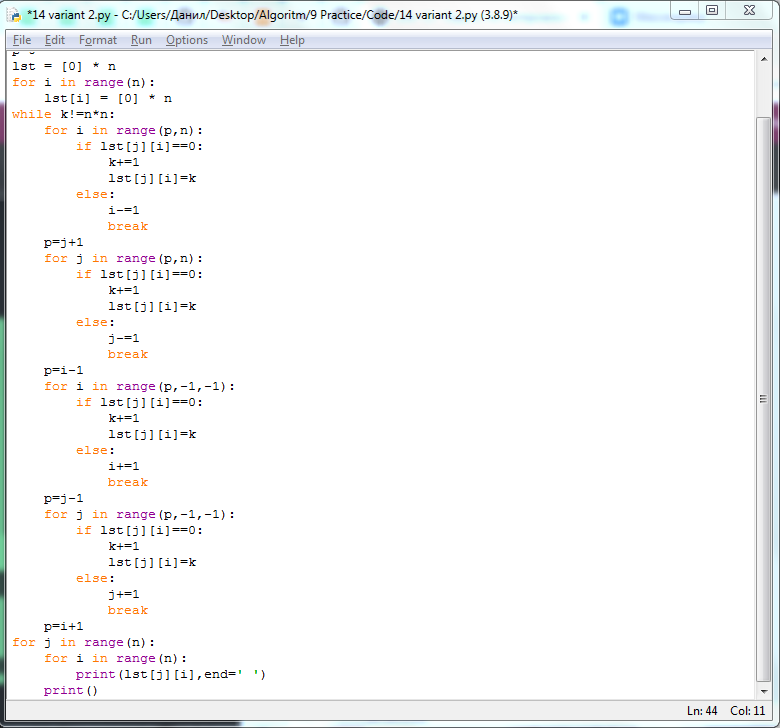 *14 variant 2.py - C:/Users/Данил/Desktop/Algoritm/9 Practice/Code/14 variant 2.py (3.8.9)*
File Edit Format Run Options Window Help
lst = [0] * n
for i in range(n):
    lst[i] = [0] * n
while k!=n*n:
    for i in range(p,n):
        if lst[j][i]==0:
            k+=1
            lst[j][i]=k
        else:
            i-=1
            break
    p=j+1
    for j in range(p,n):
        if lst[j][i]==0:
            k+=1
            lst[j][i]=k
        else:
            j-=1
            break
    p=i-1
    for i in range(p,-1,-1):
        if lst[j][i]==0:
            k+=1
            lst[j][i]=k
        else:
            i+=1
            break
    p=j-1
    for j in range(p,-1,-1):
        if lst[j][i]==0:
            k+=1
            lst[j][i]=k
        else:
            j+=1
            break
    p=i+1
for j in range(n):
    for i in range(n):
        print(lst[j][i],end=' ')
    print()
Ln: 44 Col: 11